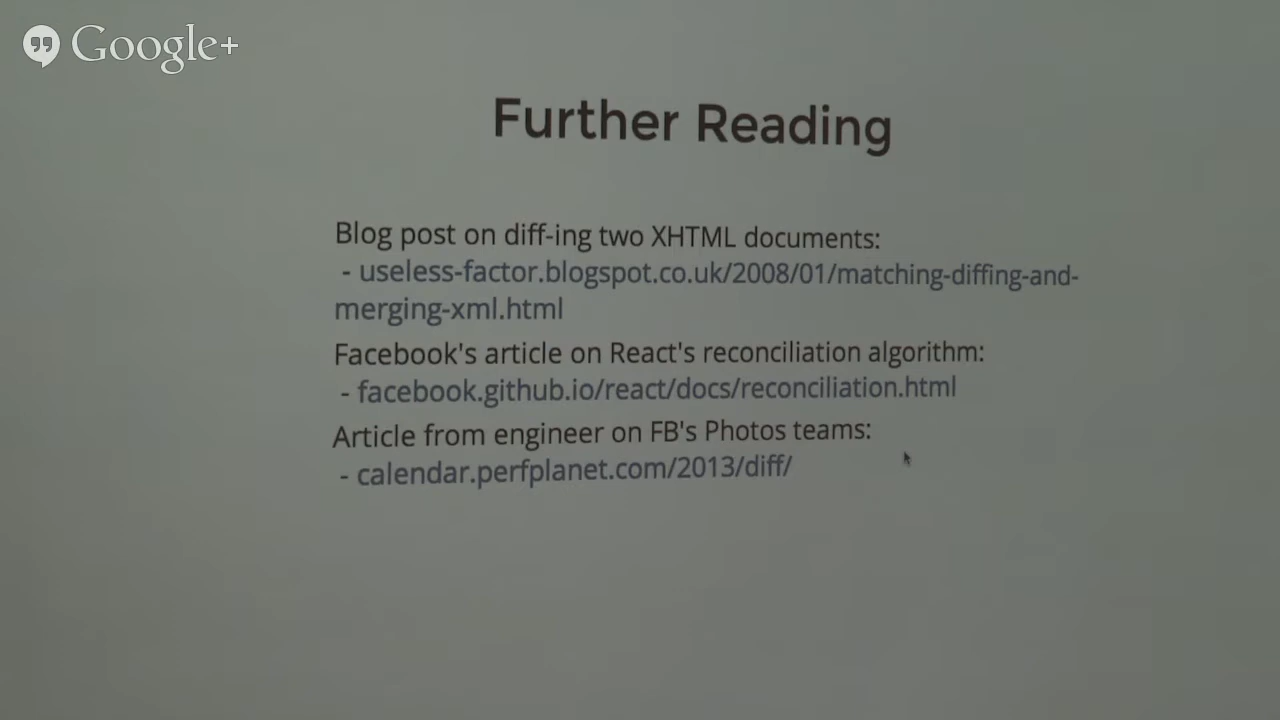 Google+
Further Reading
Blog post on diff-ing two XHTML documents:
- useless-factor.blogspot.co.uk/2008/01/matching-diffing-and-
merging-xml.html
Facebook's article on React's reconciliation algorithm:
- facebook.github.io/react/docs/reconciliation.html
Article from engineer on FB's Photos teams:
- calendar.perfplanet.com/2013/diff/